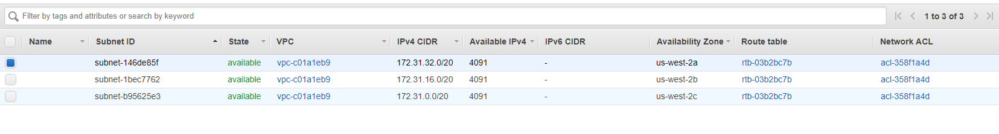 Filter by tags and attributes or search by keyword 1 to 3 of 3
Name Subnet ID State VPC IPv4 CIDR Available IPv4 IPv6 CIDR Availability Zone Route table Network ACL
subnet-146de85f available vpc-c01a1eb9 172.31.32.0/20 4091 - us-west-2a rtb-03b2bc7b acl-358f1a4d
subnet-1bec7762 available vpc-c01a1eb9 172.31.16.0/20 4091 - us-west-2b rtb-03b2bc7b acl-358f1a4d
subnet-b95625e3 available vpc-c01a1eb9 172.31.0.0/20 4091 - us-west-2c rtb-03b2bc7b acl-358f1a4d